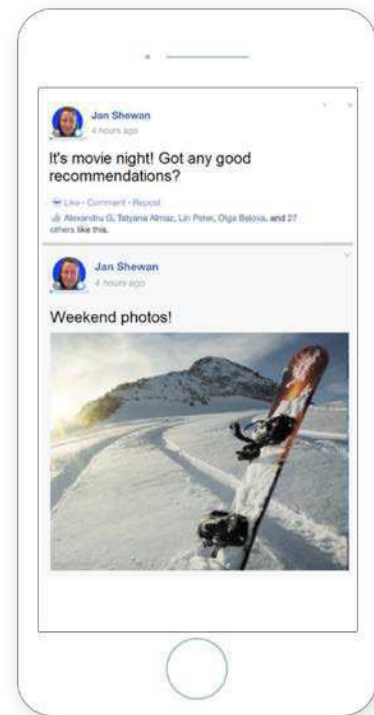 Jan Shewan
4 hours ago
It's movie night! Got any good
recommendations?
Like · Comment · Repost
Alexandru G, Tatyana Almaz, Lin Peter, Olga Belova, and 27
others like this.
Jan Shewan
4 hours ago
Weekend photos!